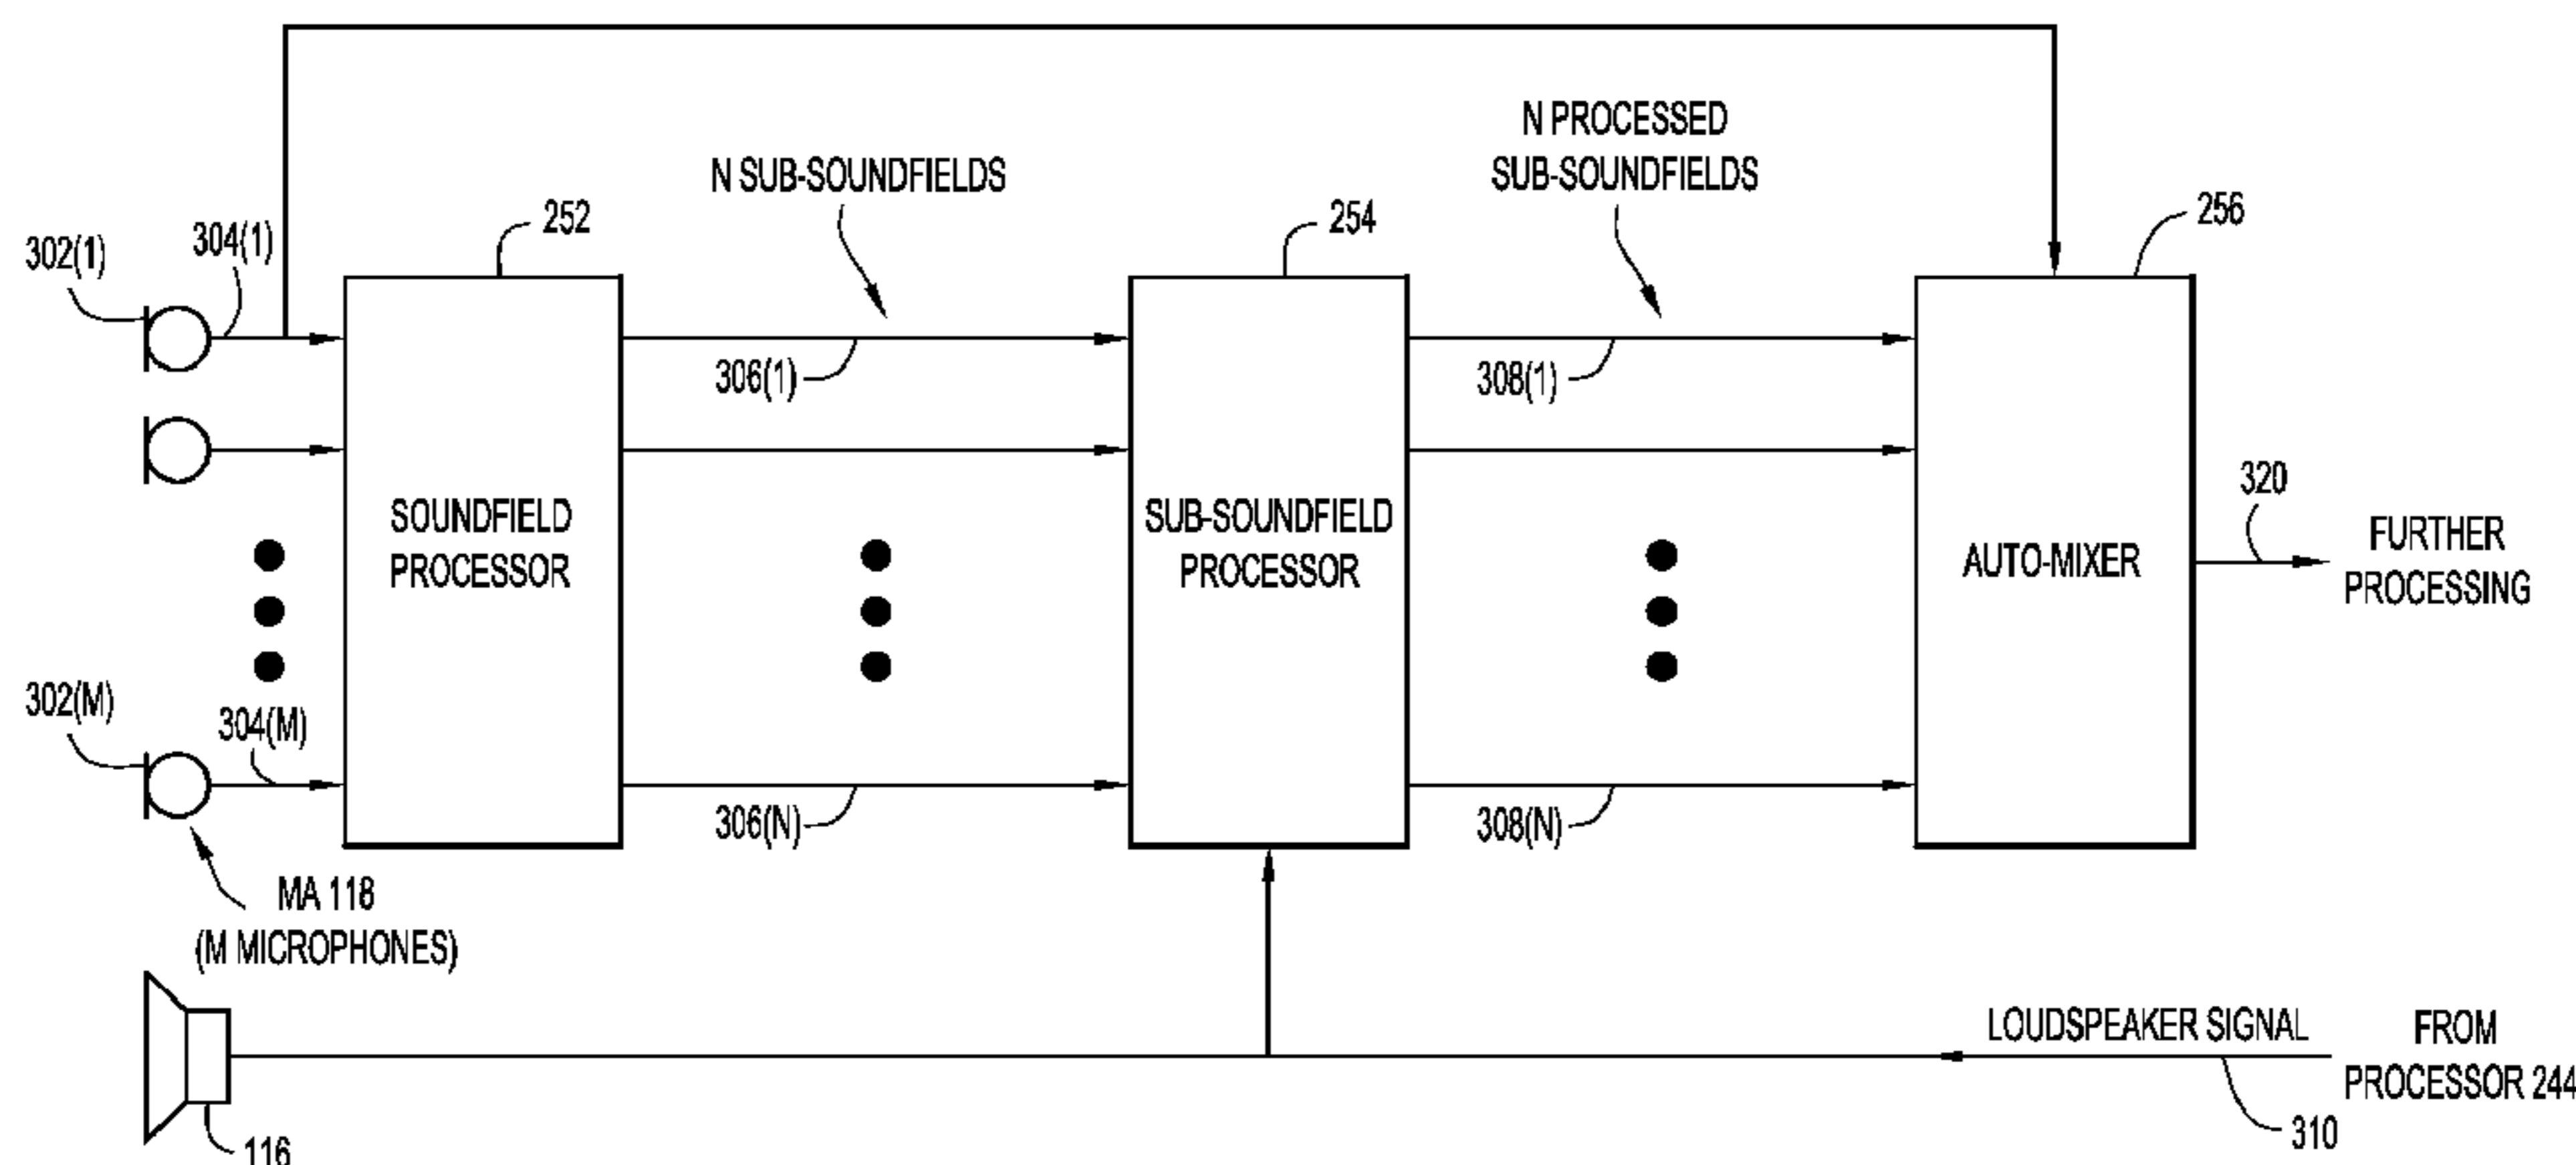 N PROCESSED
SUB-SOUNDFIELDS
N SUB-SOUNDFIELDS
252
254
256
302(1)
304(1)
306(1)
308(1)
SOUNDFIELD
PROCESSOR
SUB-SOUNDFIELD
PROCESSOR
AUTO-MIXER
320
FURTHER
PROCESSING
302(M)
304(M)
306(N)
308(N)
MA 118
(M MICROPHONES)
LOUDSPEAKER SIGNAL
FROM
PROCESSOR 244
310
116